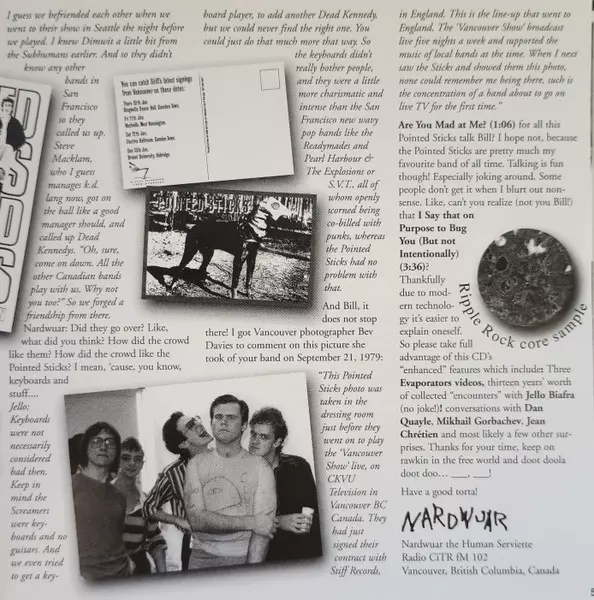 I guess we befriended each other when we
went to their show in Seattle the night before
we played. I knew Dimwit a little bit from
the Subhumans earlier. And so they didn't
know any other
bands in
San
Francisco
so they
called us up.
Steve
Macklam,
who I guess
manages k.d.
lang now, got on
the ball like a good
manager should, and
called up Dead
Kennedys. "Oh, sure,
come on down. All the
other Canadian bands
play with us. Why not
you too?" So we forged a
friendship from there.
Nardwuar: Did they go over? Like,
what did you think? How did the crowd
like them? How did the crowd like the
Pointed Sticks? I mean, 'cause, you know,
keyboards and
stuff....
Jello:
Keyboards
were not
necessarily
considered
bad then.
Keep in
mind the
Screamers
were key-
boards and no
guitars. And
we even tried
to get a key-
board player, to add another Dead Kennedy,
but we could never find the right one. You
could just do that much more that way. So
the keyboards didn't
really bother people,
and they were a little
more charismatic and
intense than the San
Francisco new wavy
pop bands like the
Readymades and
Pearl Harbour &
The Explosions or
S.V.T., all of
whom openly
scorned being
co-billed with
punks, whereas
the Pointed
Sticks had no
problem with
that.
And Bill, it
does not stop
there! I got Vancouver photographer Bev
Davies to comment on this picture she
took of your band on September 21, 1979:
"This Pointed
Sticks photo was
taken in the
dressing room
just before they
went on to play
the 'Vancouver
Show' live, on
CKVU
Television in
Vancouver BC
Canada. They
had just
signed their
contract with
Stiff Records,
in England. This is the line-up that went to
England. The 'Vancouver Show' broadcast
live five nights a week and supported the
music of local bands at the time. When I next
saw the Sticks and showed them this photo,
none could remember me being there, such is
the concentration of a band about to go on
live TV for the first time."
Are You Mad at Me? (1:06) for all this
Pointed Sticks talk Bill? I hope not, because
the Pointed Sticks are pretty much my
favourite band of all time. Talking is fun
though! Especially joking around. Some
people don't get it when I blurt out non-
sense. Like, can't you realize (not you Bill!)
that I Say that on
Purpose to Bug
You (But not
Intentionally)
(3:36)?
Thankfully
due to mod-
ern technolo-
gy it's easier to
explain oneself.
So please take full
advantage of this CD's
"enhanced" features which include: Three
Evaporators videos, thirteen years' worth
of collected "encounters" with Jello Biafra
(no joke)! conversations with Dan
Quayle, Mikhail Gorbachev, Jean
Chrétien and most likely a few other sur-
prises. Thanks for your time, keep on
rawkin in the free world and doot doola
doot doo... ___, ___!
Have a good torta!
NARDWUAR
Nardwuar the Human Serviette
Radio CiTR fM 102
Vancouver, British Columbia, Canada
Ripple Rock core sample
You can catch Stiff's latest signings
from Vancouver on these dates: